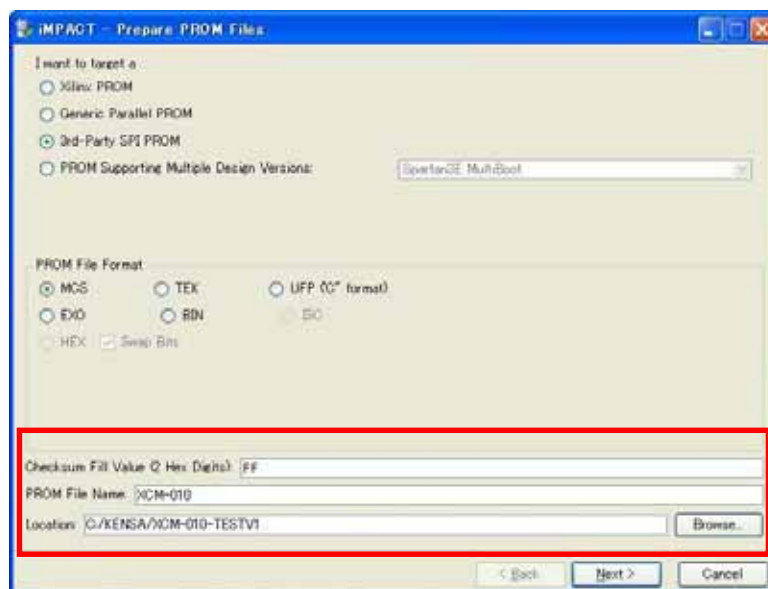 iMPACT - Prepare PROM Files
I want to target a
Xilinx PROM
Generic Parallel PROM
3rd-Party SPI PROM
PROM Supporting Multiple Design Versions:
Spartan3E MultiBoot
PROM File Format
MCS TEK UFP ("C" format)
EXO BIN ISC
HEX Swap Bits
Checksum Fill Value (2 Hex Digits): FF
PROM File Name: XCM-010
Location: C:/KENSA/XCM-010-TESTV1 Browse...
< Back Next > Cancel